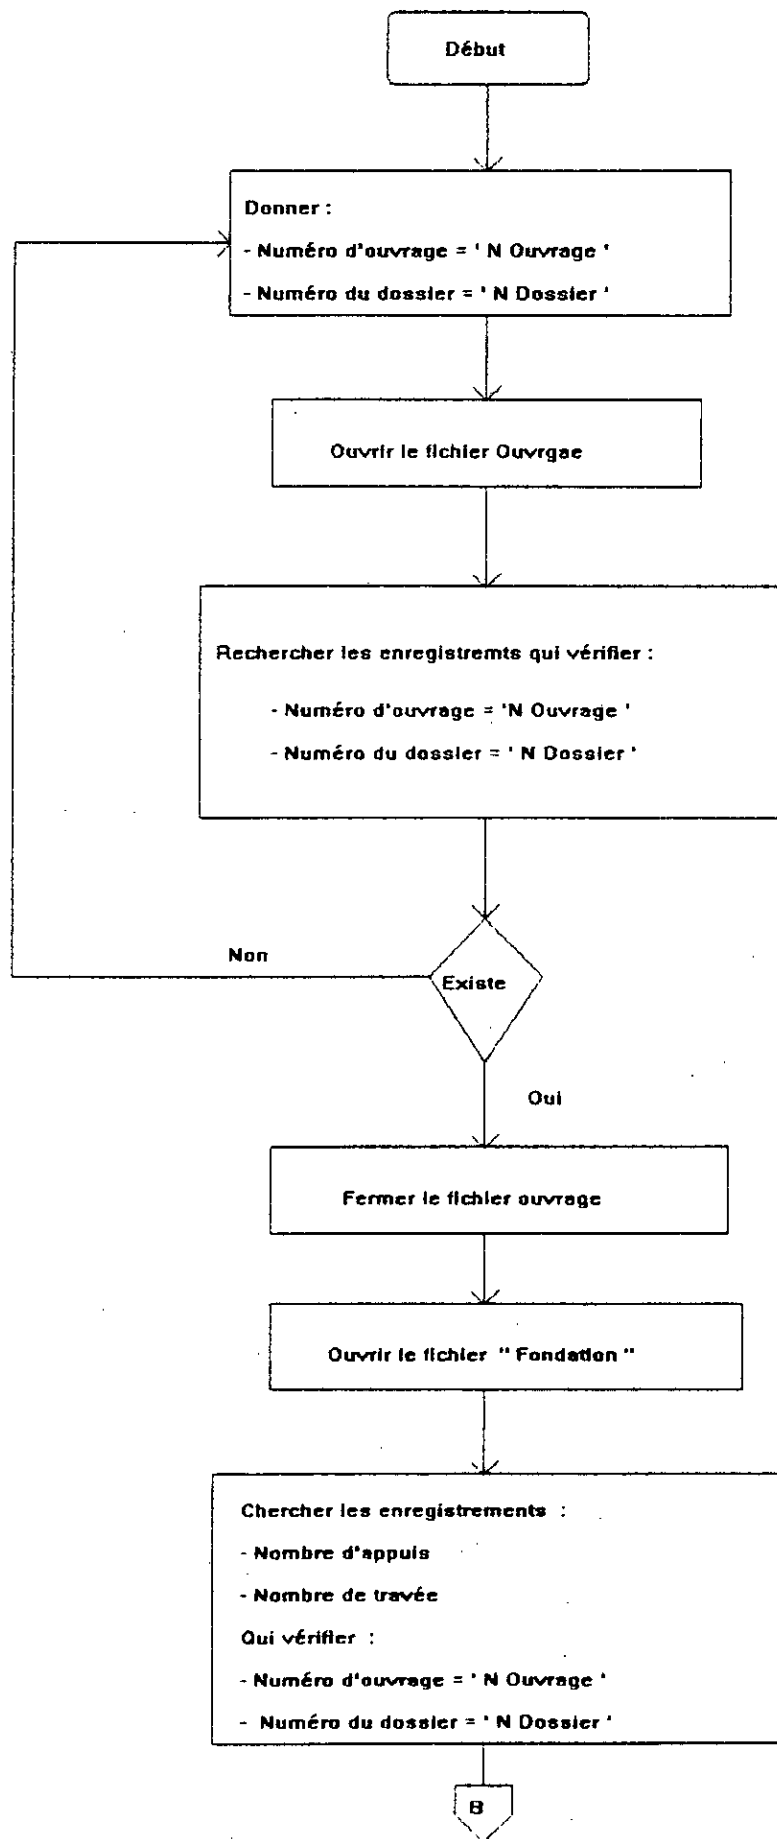 Début
Donner :
- Numéro d'ouvrage = ' N Ouvrage '
- Numéro du dossier = ' N Dossier '
Ouvrir le fichier Ouvrgae
Rechercher les enregistremts qui vérifier :
- Numéro d'ouvrage = 'N Ouvrage '
- Numéro du dossier = ' N Dossier '
Non
Existe
Oui
Fermer le fichier ouvrage
Ouvrir le fichier " Fondation "
Chercher les enregistrements :
- Nombre d'appuis
- Nombre de travée
Qui vérifier :
- Numéro d'ouvrage = ' N Ouvrage '
- Numéro du dossier = ' N Dossier '
B